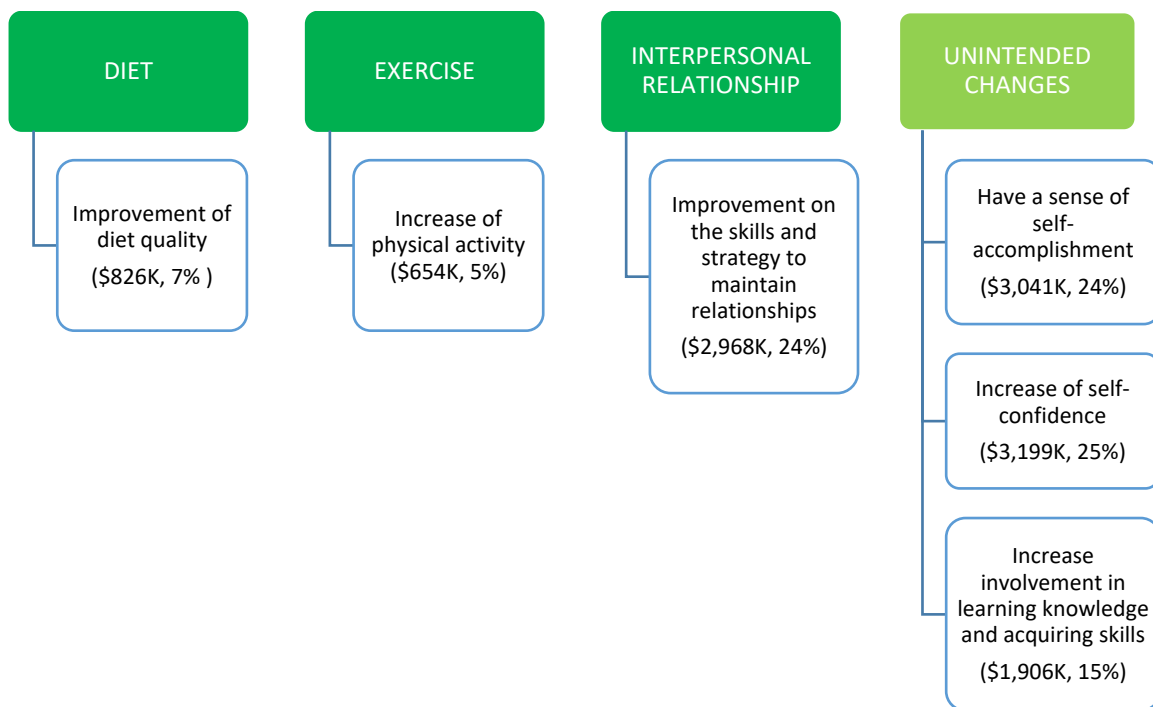 DIET
Improvement of
diet quality
($826K, 7% )
EXERCISE
Increase of
physical activity
($654K, 5%)
INTERPERSONAL
RELATIONSHIP
Improvement on
the skills and
strategy to
maintain
relationships
($2,968K, 24%)
UNINTENDED
CHANGES
Have a sense of
self-
accomplishment
($3,041K, 24%)
Increase of self-
confidence
($3,199K, 25%)
Increase
involvement in
learning knowledge
and acquiring skills
($1,906K, 15%)